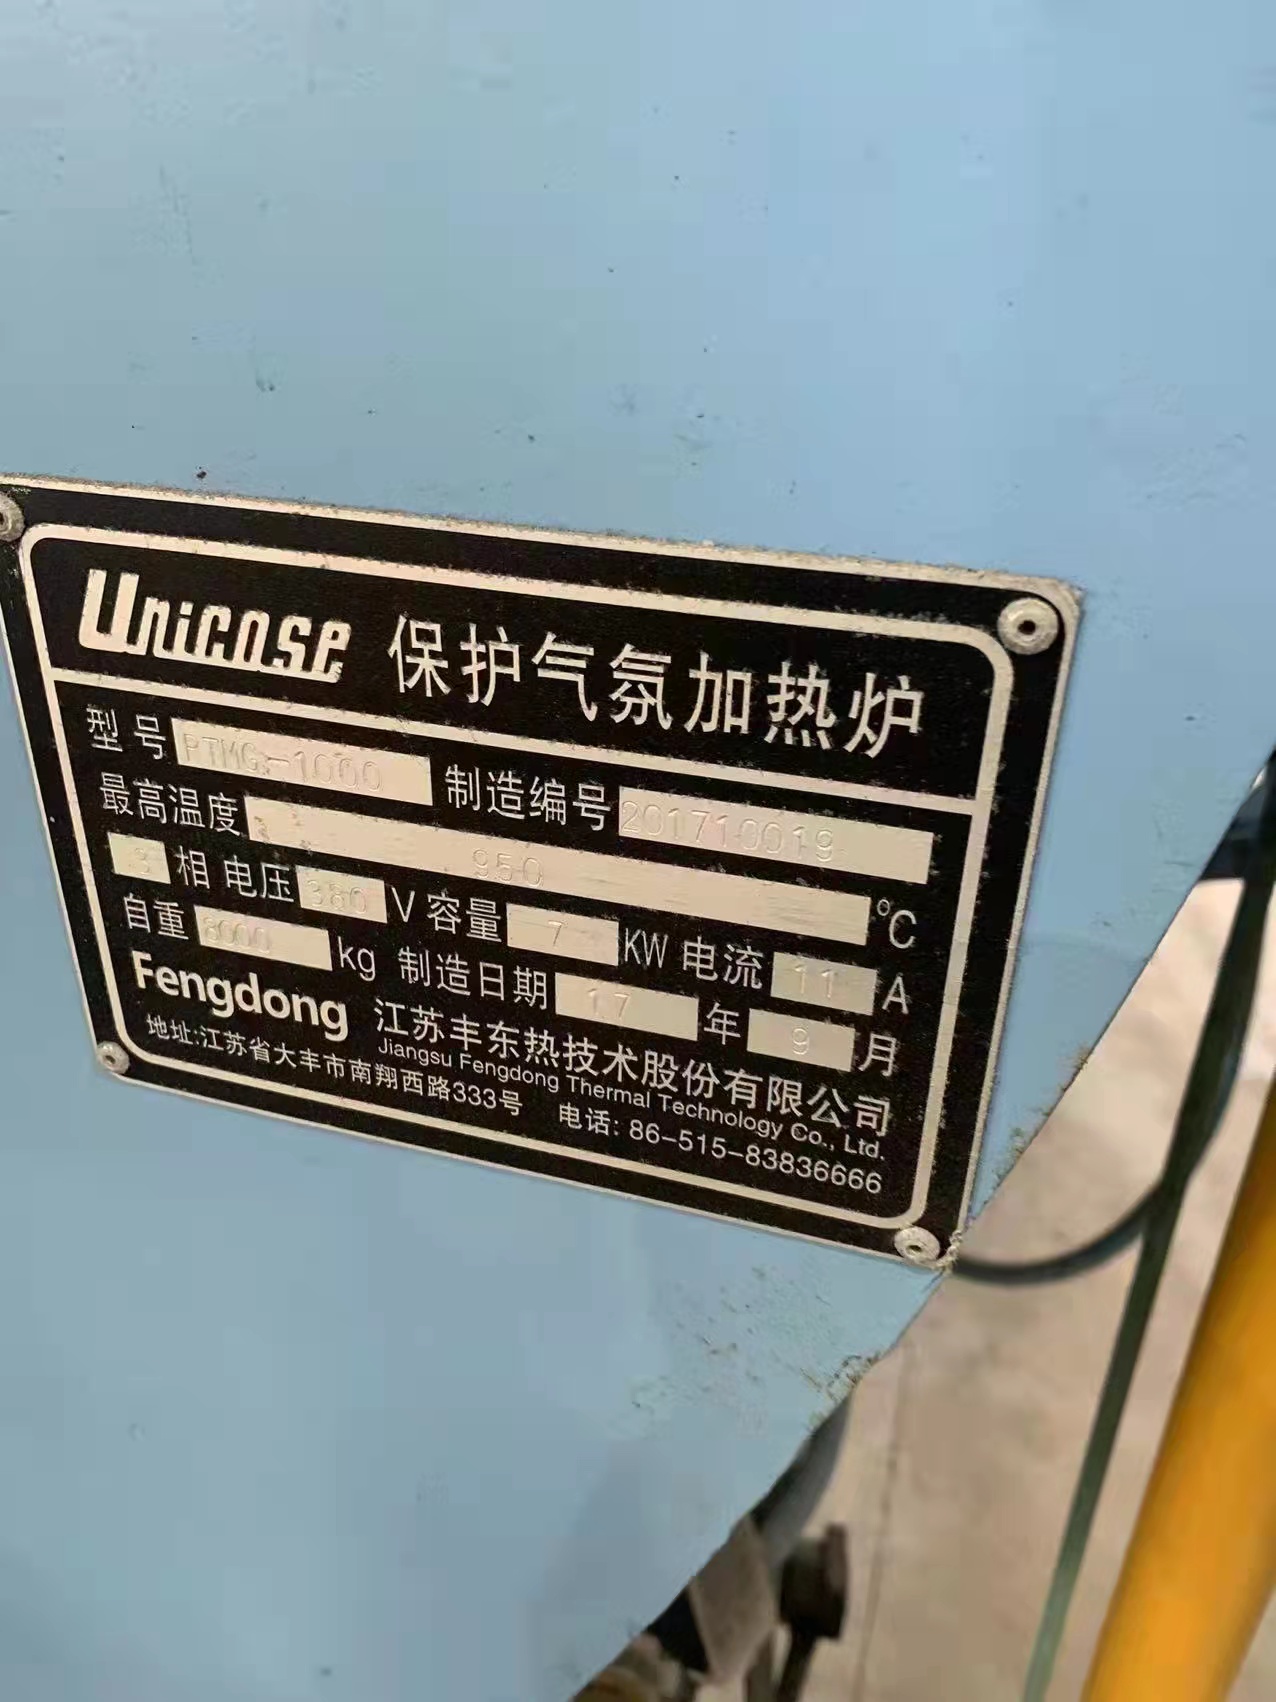 Unicase 保护气氛加热炉
型号 PTMG-1000 制造编号 201710019
最高温度 950 ℃
3 相 电压 380 V 容量 7 KW 电流 11 A
自重 8000 kg 制造日期 17 年 9 月
Fengdong 江苏丰东热技术股份有限公司
Jiangsu Fengdong Thermal Technology Co., Ltd.
地址:江苏省大丰市南翔西路333号 电话: 86-515-83836666